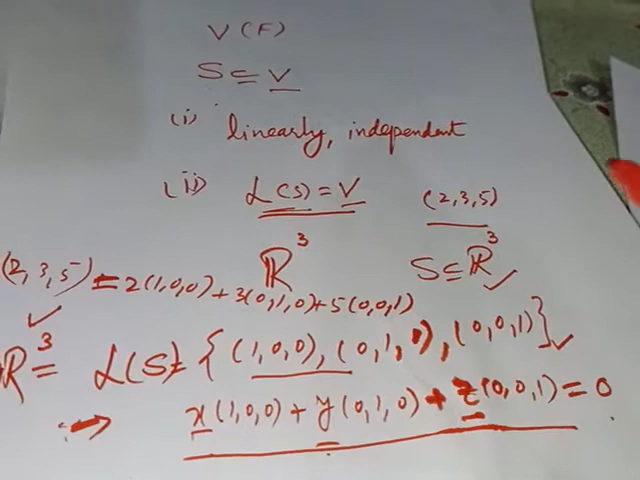 V(F)
S ⊆ V
(i) linearly, independent
(ii) L(S) = V (2,3,5)
R³ S ⊆ R³ ✓
(2,3,5) = 2(1,0,0) + 3(0,1,0) + 5(0,0,1)
R³ = L(S) = { (1,0,0), (0,1,0), (0,0,1) } ✓
⇒ x(1,0,0) + y(0,1,0) + z(0,0,1) = 0